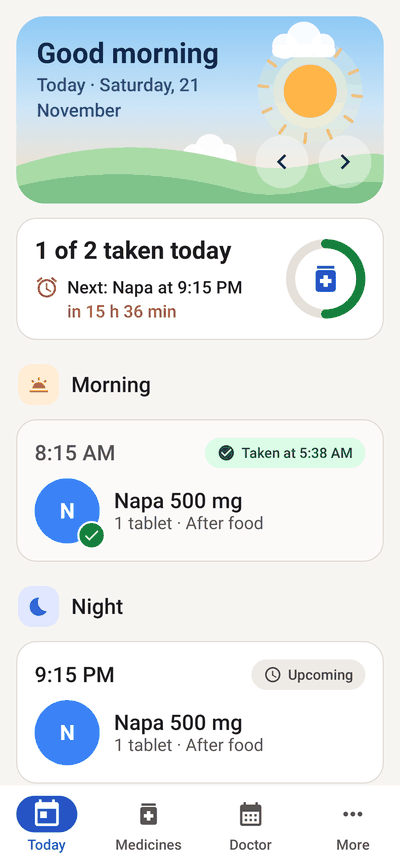 Good morning
Today · Saturday, 21
November
1 of 2 taken today
Next: Napa at 9:15 PM
in 15 h 36 min
Morning
8:15 AM
Taken at 5:38 AM
N
Napa 500 mg
1 tablet · After food
Night
9:15 PM
Upcoming
N
Napa 500 mg
1 tablet · After food
Today
Medicines
Doctor
More